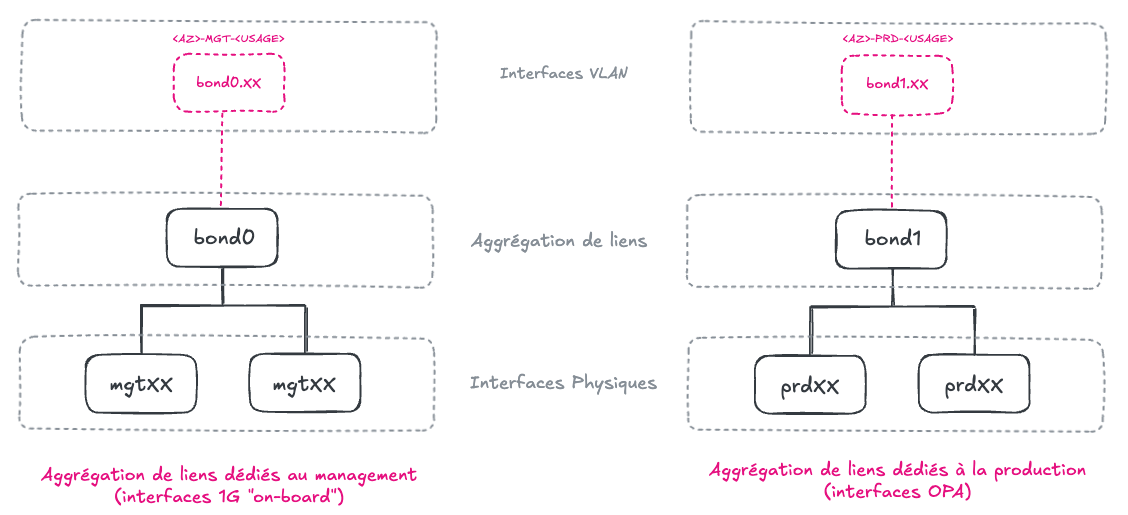 <AZ>-MGT-<USAGE>
bond0.XX
Interfaces VLAN
<AZ>-PRD-<USAGE>
bond1.XX
bond0
Aggrégation de liens
bond1
mgtXX
mgtXX
Interfaces Physiques
prdXX
prdXX
Aggrégation de liens dédiés au management
(interfaces 1G "on-board")
Aggrégation de liens dédiés à la production
(interfaces OPA)